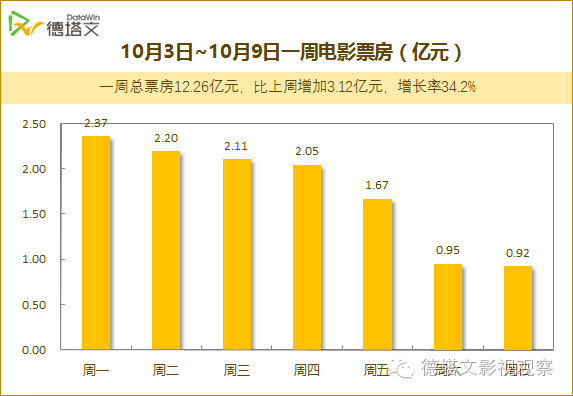 DataWin
德塔文
10月3日~10月9日一周电影票房（亿元）
一周总票房12.26亿元，比上周增加3.12亿元，增长率34.2%
2.50
2.00
1.50
1.00
0.50
0.00
2.37
2.20
2.11
2.05
1.67
0.95
0.92
周一
周二
周三
周四
周五
周六
周日
德塔文影视观察